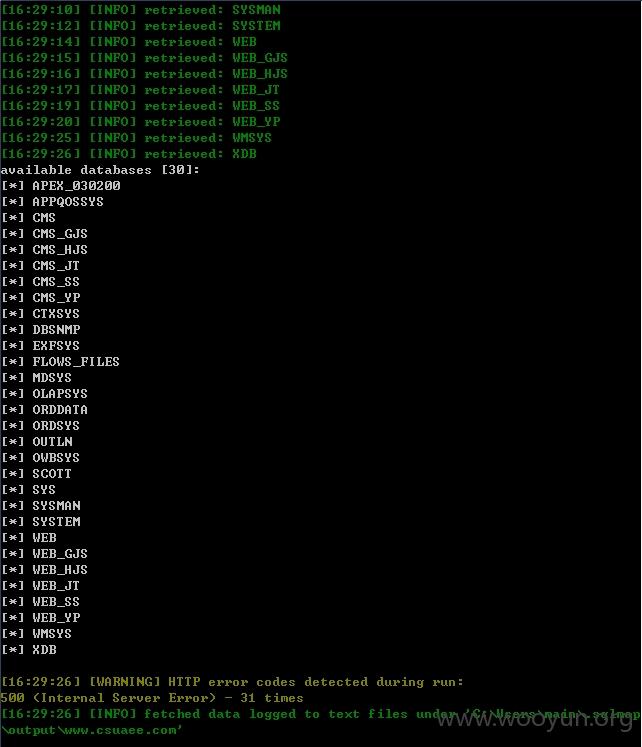 [16:29:10] [INFO] retrieved: SYSMAN
[16:29:12] [INFO] retrieved: SYSTEM
[16:29:14] [INFO] retrieved: WEB
[16:29:15] [INFO] retrieved: WEB_GJS
[16:29:16] [INFO] retrieved: WEB_HJS
[16:29:17] [INFO] retrieved: WEB_JT
[16:29:19] [INFO] retrieved: WEB_SS
[16:29:20] [INFO] retrieved: WEB_YP
[16:29:25] [INFO] retrieved: WMSYS
[16:29:26] [INFO] retrieved: XDB
available databases [30]:
[*] APEX_030200
[*] APPQOSSYS
[*] CMS
[*] CMS_GJS
[*] CMS_HJS
[*] CMS_JT
[*] CMS_SS
[*] CMS_YP
[*] CTXSYS
[*] DBSNMP
[*] EXFSYS
[*] FLOWS_FILES
[*] MDSYS
[*] OLAPSYS
[*] ORDDATA
[*] ORDSYS
[*] OUTLN
[*] OWBSYS
[*] SCOTT
[*] SYS
[*] SYSMAN
[*] SYSTEM
[*] WEB
[*] WEB_GJS
[*] WEB_HJS
[*] WEB_JT
[*] WEB_SS
[*] WEB_YP
[*] WMSYS
[*] XDB
[16:29:26] [WARNING] HTTP error codes detected during run:
500 (Internal Server Error) - 31 times
[16:29:26] [INFO] fetched data logged to text files under 'C:\Users\main\.sqlmap
\output\www.csuaee.com'
www.wooyun.org